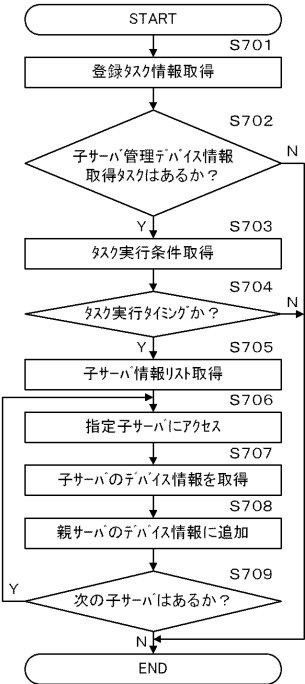 START
S701
登録ﾀｽｸ情報取得
S702
子ｻｰﾊﾞ管理ﾃﾞﾊﾞｲｽ情報
取得ﾀｽｸはあるか？
N
Y
S703
ﾀｽｸ実行条件取得
S704
ﾀｽｸ実行ﾀｲﾐﾝｸﾞか？
N
Y
S705
子ｻｰﾊﾞ情報ﾘｽﾄ取得
S706
指定子ｻｰﾊﾞにｱｸｾｽ
S707
子ｻｰﾊﾞのﾃﾞﾊﾞｲｽ情報を取得
S708
親ｻｰﾊﾞのﾃﾞﾊﾞｲｽ情報に追加
S709
Y
次の子ｻｰﾊﾞはあるか？
N
END